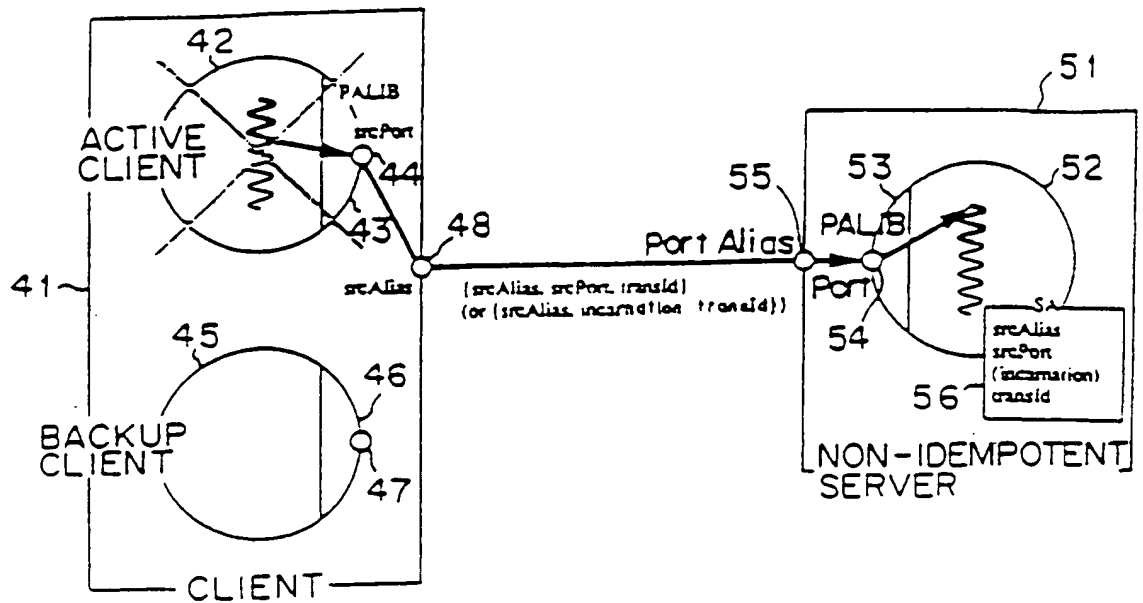 42
PALIB
srcPort
ACTIVE
CLIENT
44
43
48
srcAlias
41
45
46
BACKUP
CLIENT
47
CLIENT
Port Alias
(srcAlias, srcPort, transId)
(or (srcAlias, incarnation transId))
51
55
53
52
PALIB
Port
54
SA
srcAlias
srcPort
(incarnation)
transId
56
NON-IDEMPOTENT
SERVER